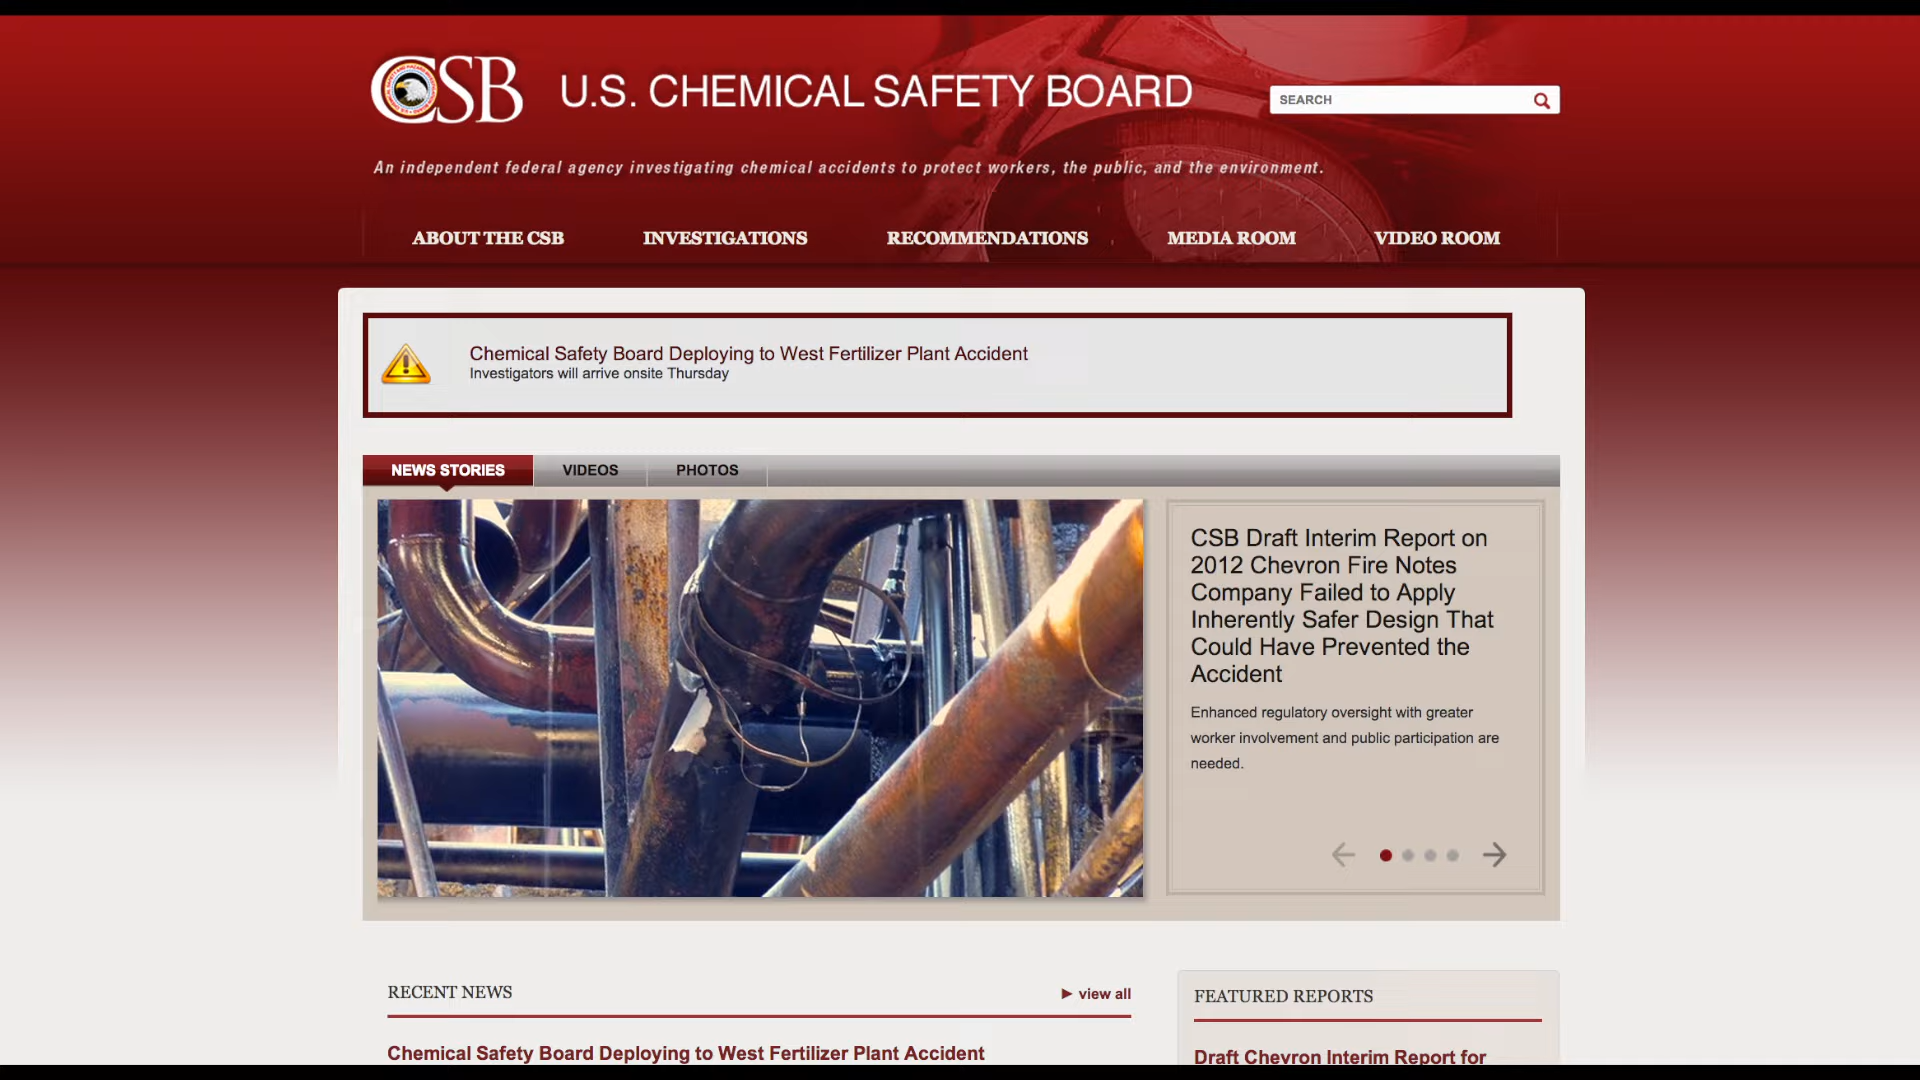 CSB U.S. CHEMICAL SAFETY BOARD
SEARCH
An independent federal agency investigating chemical accidents to protect workers, the public, and the environment.
ABOUT THE CSB INVESTIGATIONS RECOMMENDATIONS MEDIA ROOM VIDEO ROOM
Chemical Safety Board Deploying to West Fertilizer Plant Accident
Investigators will arrive onsite Thursday
NEWS STORIES VIDEOS PHOTOS
CSB Draft Interim Report on
2012 Chevron Fire Notes
Company Failed to Apply
Inherently Safer Design That
Could Have Prevented the
Accident
Enhanced regulatory oversight with greater
worker involvement and public participation are
needed.
RECENT NEWS
view all
Chemical Safety Board Deploying to West Fertilizer Plant Accident
FEATURED REPORTS
Draft Chevron Interim Report for